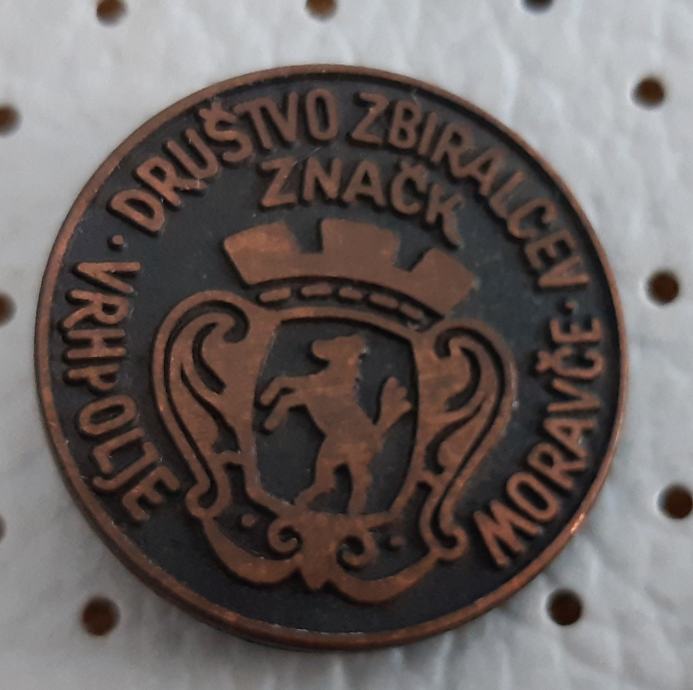 DRUŠTVO ZBIRALCEV
ZNAČK
VRHPOLJE
MORAVČE